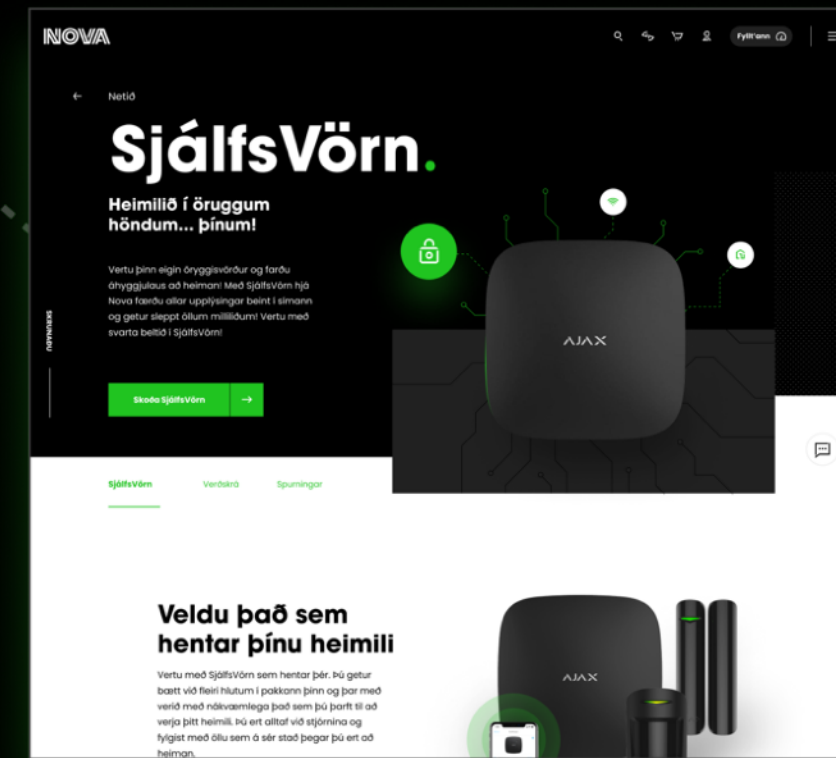 NOVA
Fyllt'ann
Netið
SjálfsVörn.
Heimilið í öruggum
höndum... þínum!
Vertu þinn eigin öryggisvörður og farðu
áhyggjulaus að heiman! Með SjálfsVörn hjá
Nova færðu allar upplýsingar beint í símann
og getur sleppt öllum milliliðum! Vertu með
svarta beltið í SjálfsVörn!
SKRUNAÐU
Skoða SjálfsVörn
AJAX
SjálfsVörn
Verðskrá
Spurningar
Veldu það sem
hentar þínu heimili
Vertu með SjálfsVörn sem hentar þér. Þú getur
bætt við fleiri hlutum í pakkann þinn og þar með
verið með nákvæmlega það sem þú þarft til að
verja þitt heimili. Þú ert alltaf við stjórnina og
fylgist með öllu sem á sér stað þegar þú ert að
heiman.
AJAX